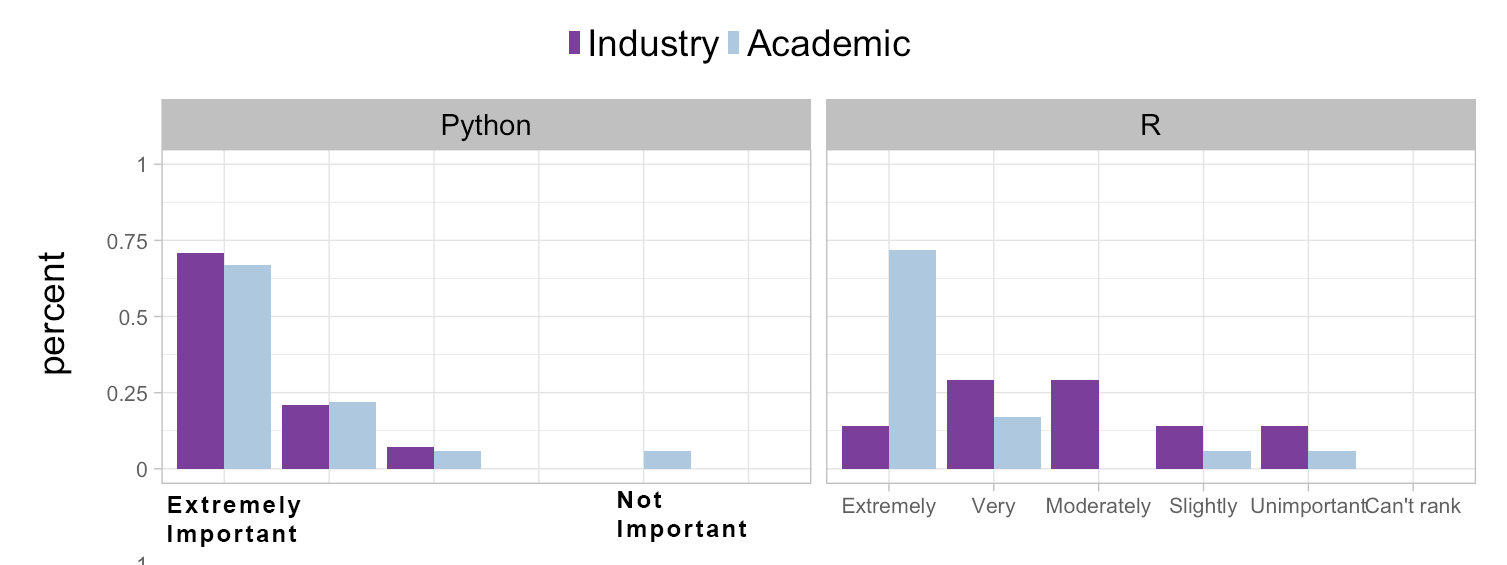 Industry Academic
Python
R
percent
1
0.75
0.5
0.25
0
Extremely
Important
Not
Important
Extremely Very Moderately Slightly Unimportant Can't rank
1